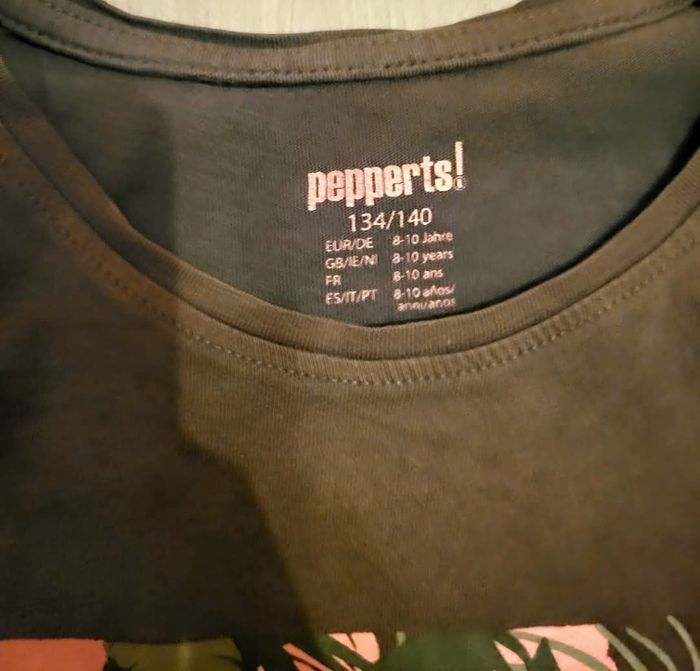 pepperts!
134/140
EUR/DE 8-10 Jahre
GB/IE/NI 8-10 years
FR 8-10 ans
ES/IT/PT 8-10 años/
anni/anos